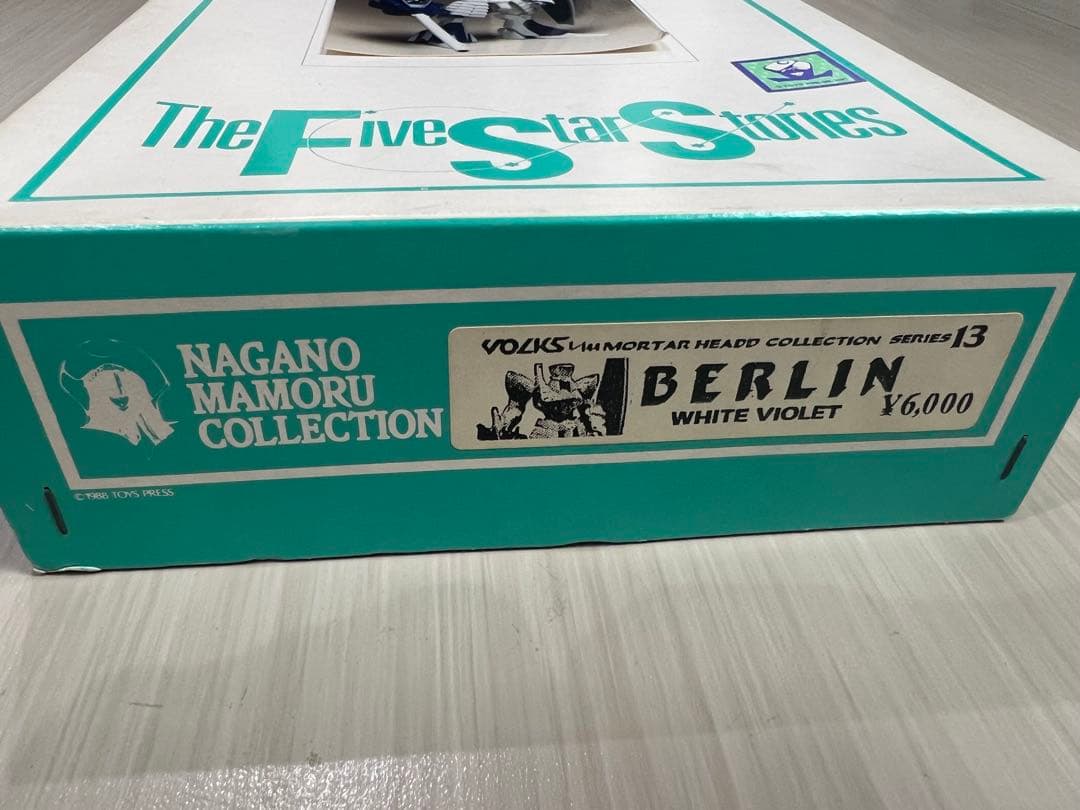 The Five Star Stories
NAGANO
MAMORU
COLLECTION
VOLKS 1/144 MORTAR HEADD COLLECTION SERIES 13
BERLIN
WHITE VIOLET
¥6,000
© 1988 TOYS PRESS